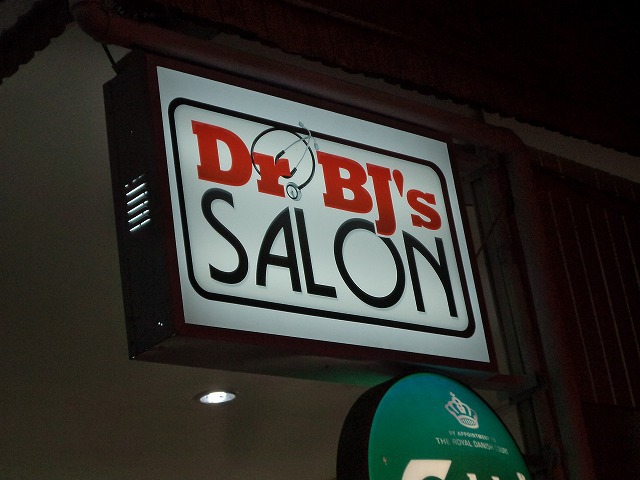 Dr. BJ's
SALON
BY APPOINTMENT TO
THE ROYAL DANISH COURT